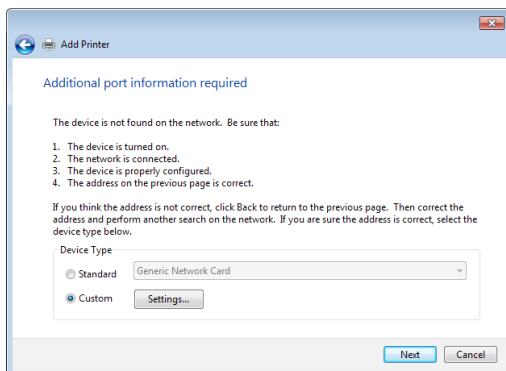 Add Printer
Additional port information required
The device is not found on the network. Be sure that:
1. The device is turned on.
2. The network is connected.
3. The device is properly configured.
4. The address on the previous page is correct.
If you think the address is not correct, click Back to return to the previous page. Then correct the
address and perform another search on the network. If you are sure the address is correct, select the
device type below.
Device Type
Standard
Generic Network Card
Custom
Settings...
Next
Cancel